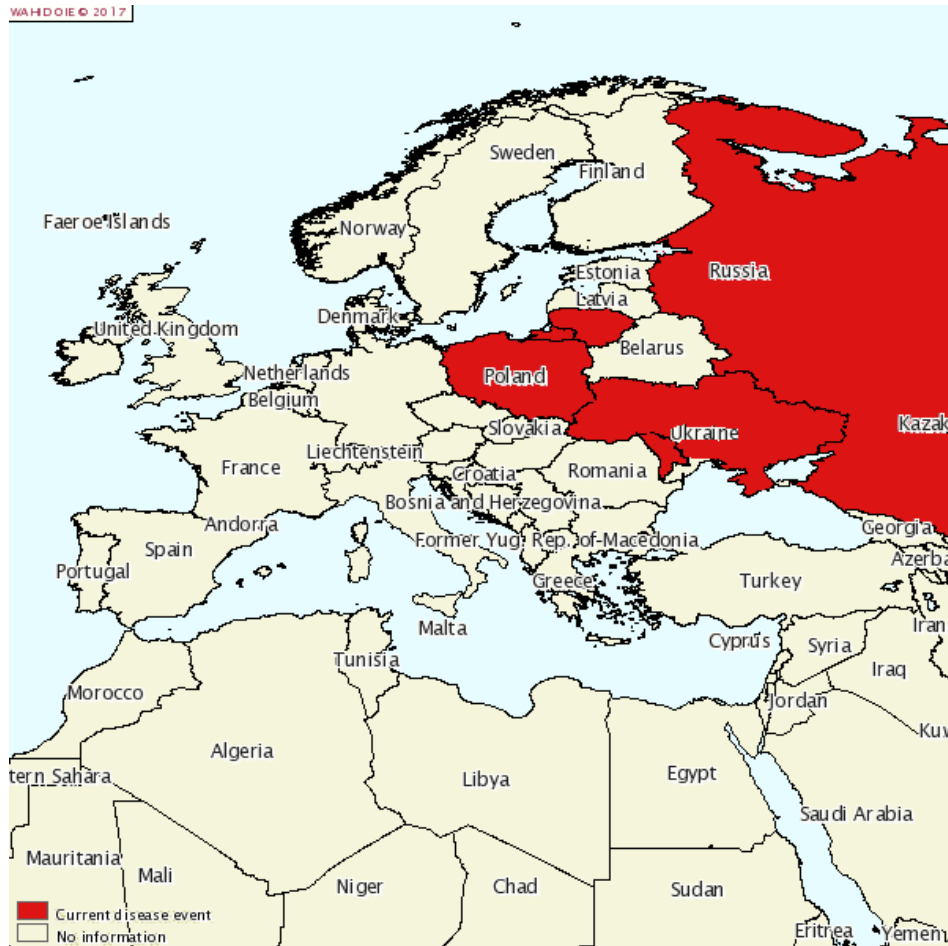 WAHIDOIE © 2017
Sweden
Finland
Faeroe Islands
Norway
Estonia
Russia
Latvia
Denmark
United Kingdom
Belarus
Netherlands
Poland
Belgium
Kazak
Slovakia
Ukraine
Liechtenstein
France
Croatia
Romania
Bosnia and Herzegovina
Andorra
Georgia
Former Yug. Rep. of Macedonia
Spain
Azerba
Portugal
Greece
Turkey
Malta
Cyprus
Iran
Syria
Tunisia
Iraq
Morocco
Jordan
Kuw
Algeria
Egypt
tern Sahara
Libya
Saudi Arabia
Mauritania
Mali
Niger
Chad
Sudan
Current disease event
Eritrea
Yemen
No information